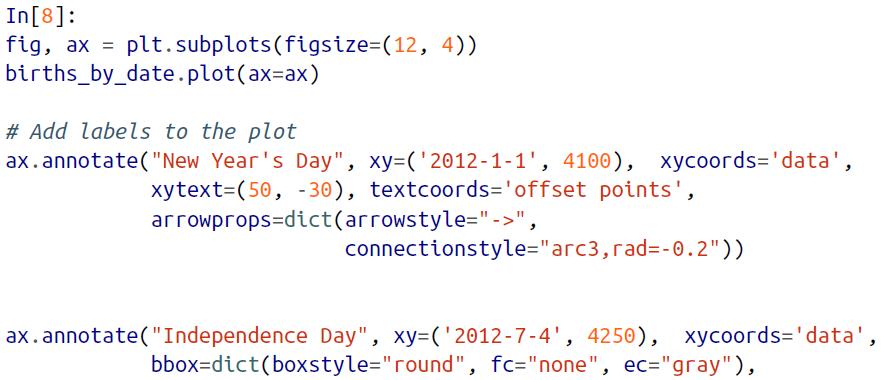 In[8]:
fig, ax = plt.subplots(figsize=(12, 4))
births_by_date.plot(ax=ax)
# Add labels to the plot
ax.annotate("New Year's Day", xy=('2012-1-1', 4100),  xycoords='data',
            xytext=(50, -30), textcoords='offset points',
            arrowprops=dict(arrowstyle="->",
                            connectionstyle="arc3,rad=-0.2"))
ax.annotate("Independence Day", xy=('2012-7-4', 4250),  xycoords='data',
            bbox=dict(boxstyle="round", fc="none", ec="gray"),